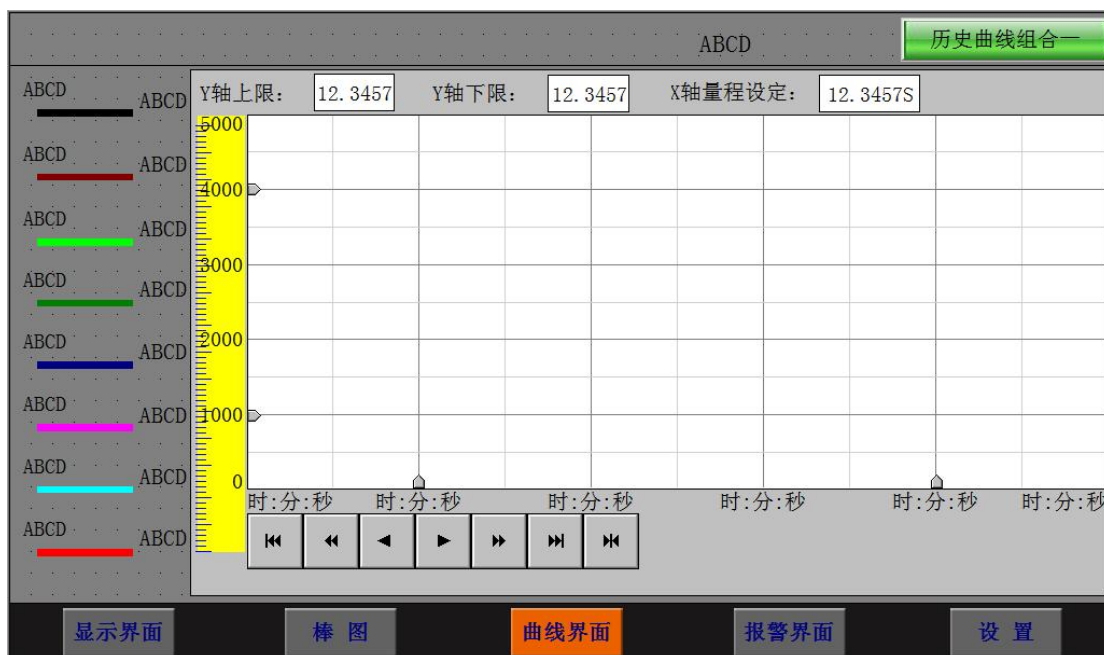 ABCD 历史曲线组合一
Y轴上限: 12.3457 Y轴下限: 12.3457 X轴量程设定: 12.3457S
ABCD ABCD
ABCD ABCD
ABCD ABCD
ABCD ABCD
ABCD ABCD
ABCD ABCD
ABCD ABCD
ABCD ABCD
5000
4000
3000
2000
1000
0
时:分:秒 时:分:秒 时:分:秒 时:分:秒 时:分:秒 时:分:秒
显示界面 棒 图 曲线界面 报警界面 设 置